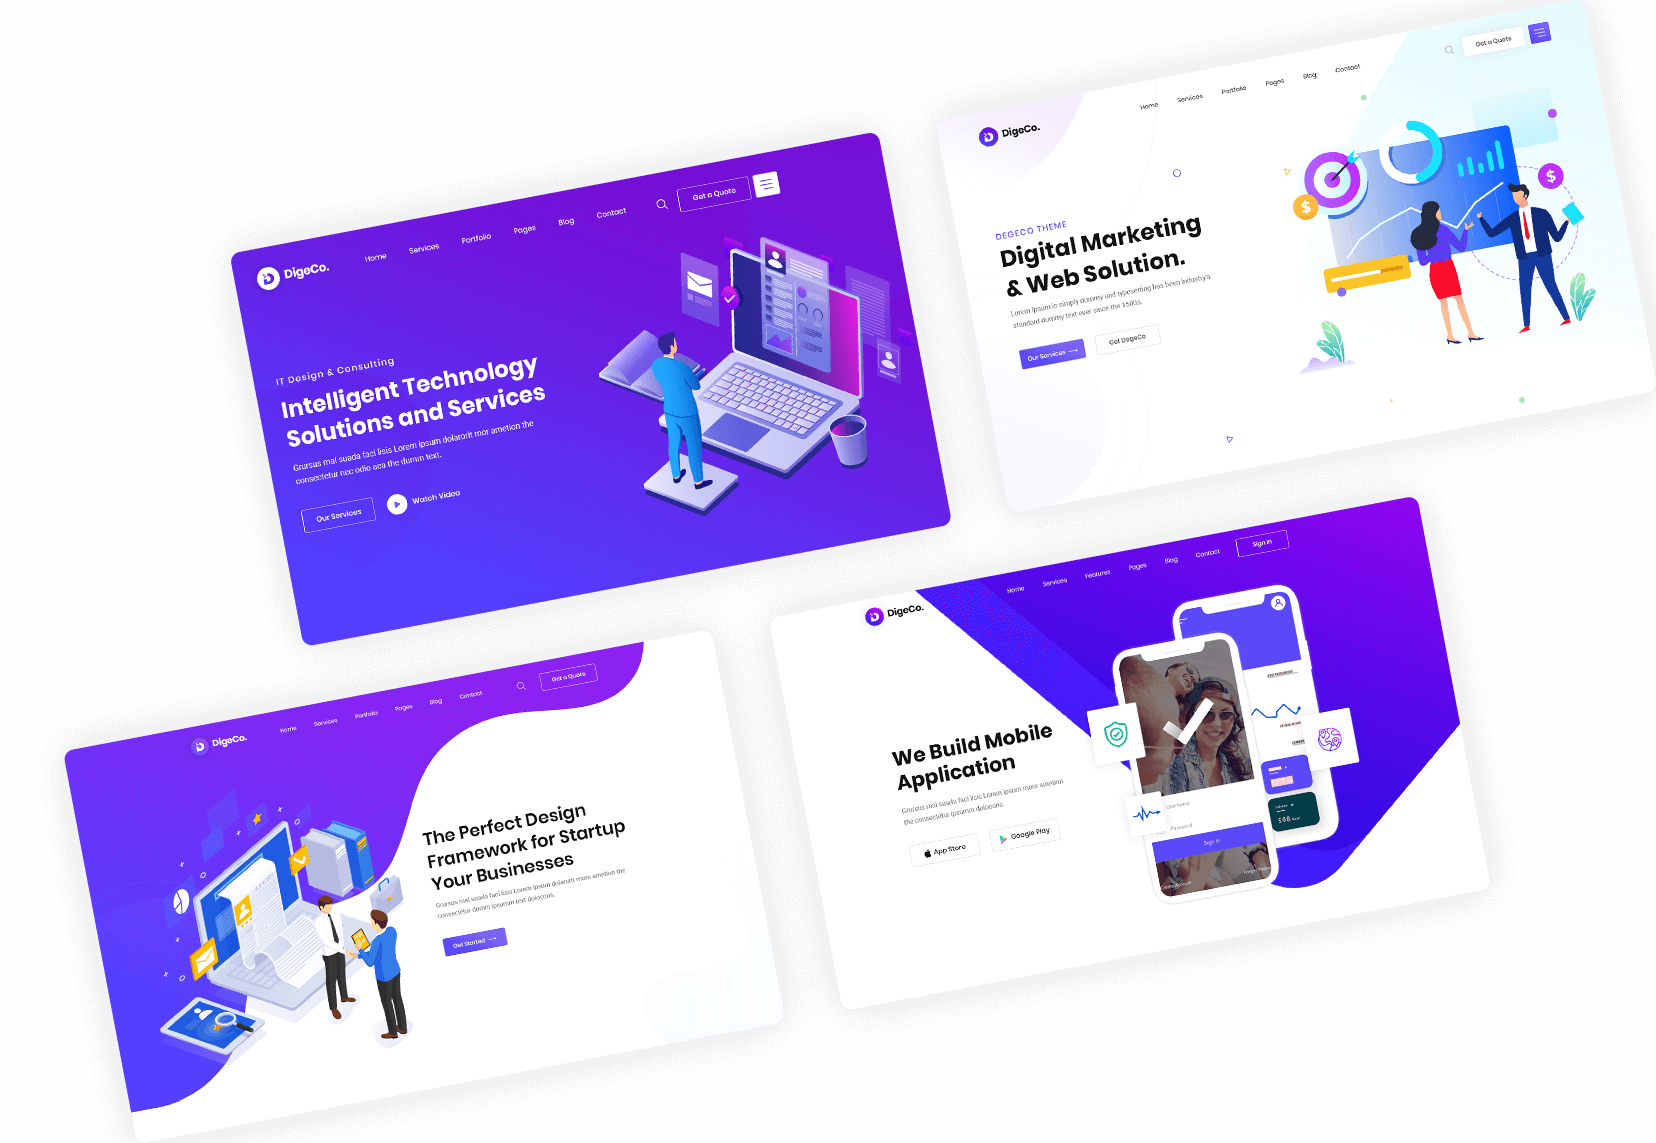 DigeCo.
Home
Services
Portfolio
Pages
Blog
Contact
Get a Quote
IT Design & Consulting
Intelligent Technology
Solutions and Services
Grursus mal suada faci lisis Lorem ipsum dolarorit mor ametion the
consectetur nec odio aea the dumm text.
Our Services
Watch Video
DigeCo.
Home
Services
Portfolio
Pages
Blog
Contact
Get a Quote
DEGECO THEME
Digital Marketing
& Web Solution.
Lorem Ipsum is simply dummy and typesetting has been industry's
standard dummy text ever since the 1500s.
Our Services
Get DegeCo
DigeCo.
Home
Services
Portfolio
Pages
Blog
Contact
Get a Quote
The Perfect Design
Framework for Startup
Your Businesses
Grursus mal suada faci lisis Lorem ipsum dolarorit more ametion the
consectetur dumm ipsumm text dolocons.
Get Started
DigeCo.
Home
Services
Features
Pages
Blog
Contact
Sign in
We Build Mobile
Application
Grursus mal suada faci lisis Lorem ipsum more ametion
the consectetur ipsumm dolocons.
App Store
Google Play
Username
Password
Sign In
Create Account